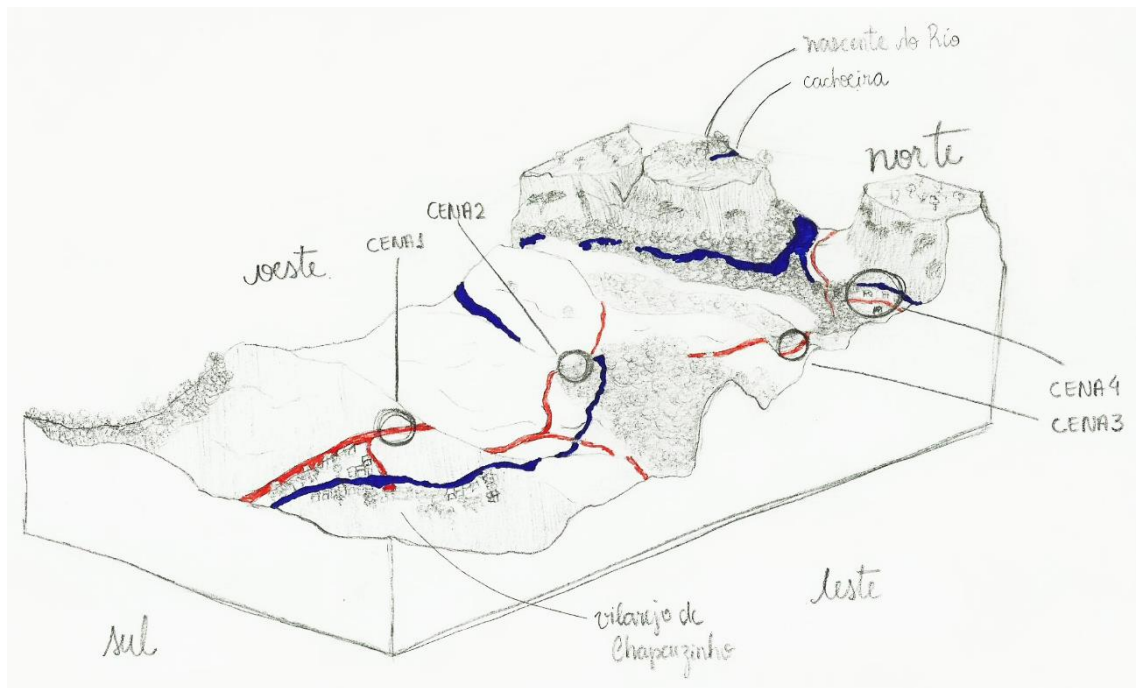 nascente do Rio
cachoeira
norte
CENA2
CENA1
oeste
CENA4
CENA3
leste
vilarejo de
Chapeuzinho
sul